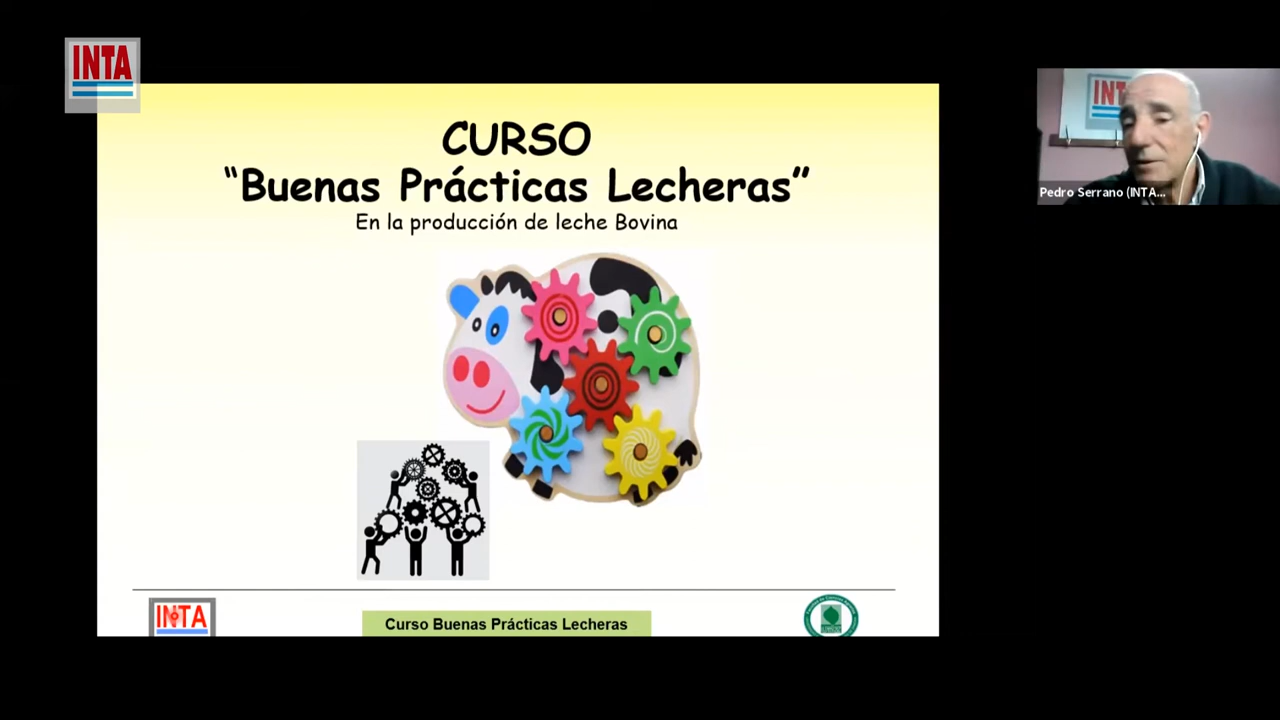 INTA
CURSO
“Buenas Prácticas Lecheras”
En la producción de leche Bovina
INTA
Pedro Serrano (INTA...
INTA
Curso Buenas Prácticas Lecheras